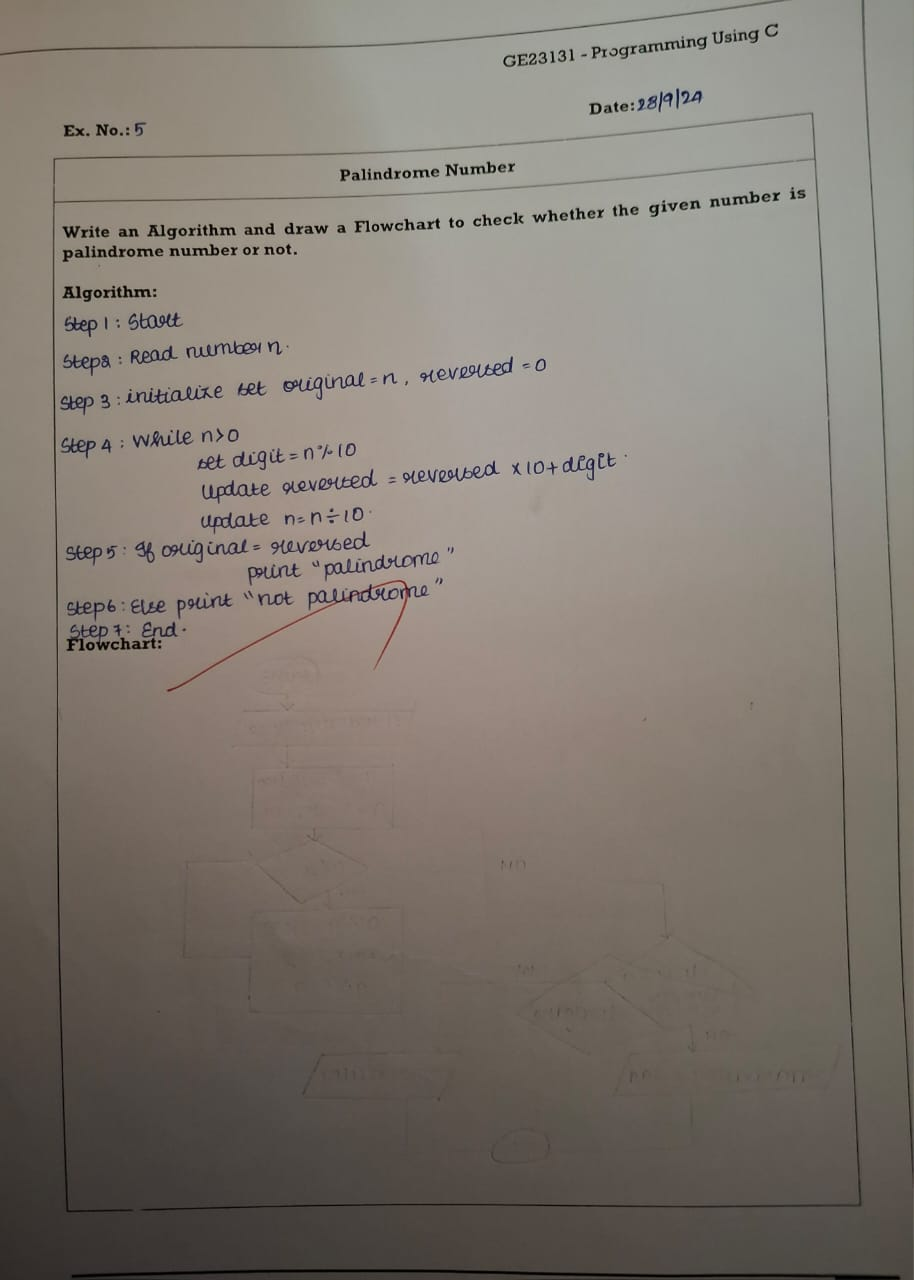 GE23131 - Programming Using C
Date: 28/9/24
Ex. No.: 5
Palindrome Number
Write an Algorithm and draw a Flowchart to check whether the given number is
palindrome number or not.
Algorithm:
Step 1 : Start
Step2 : Read number n.
Step 3 : initialize set original = n, reversed = 0
Step 4 : While n>0
set digit = n % 10
Update reversed = reversed × 10 + digit.
Update n = n ÷ 10.
Step 5 : If original = reversed
print "palindrome"
Step6 : Else print "not palindrome"
Step 7 : End.
Flowchart:
NO